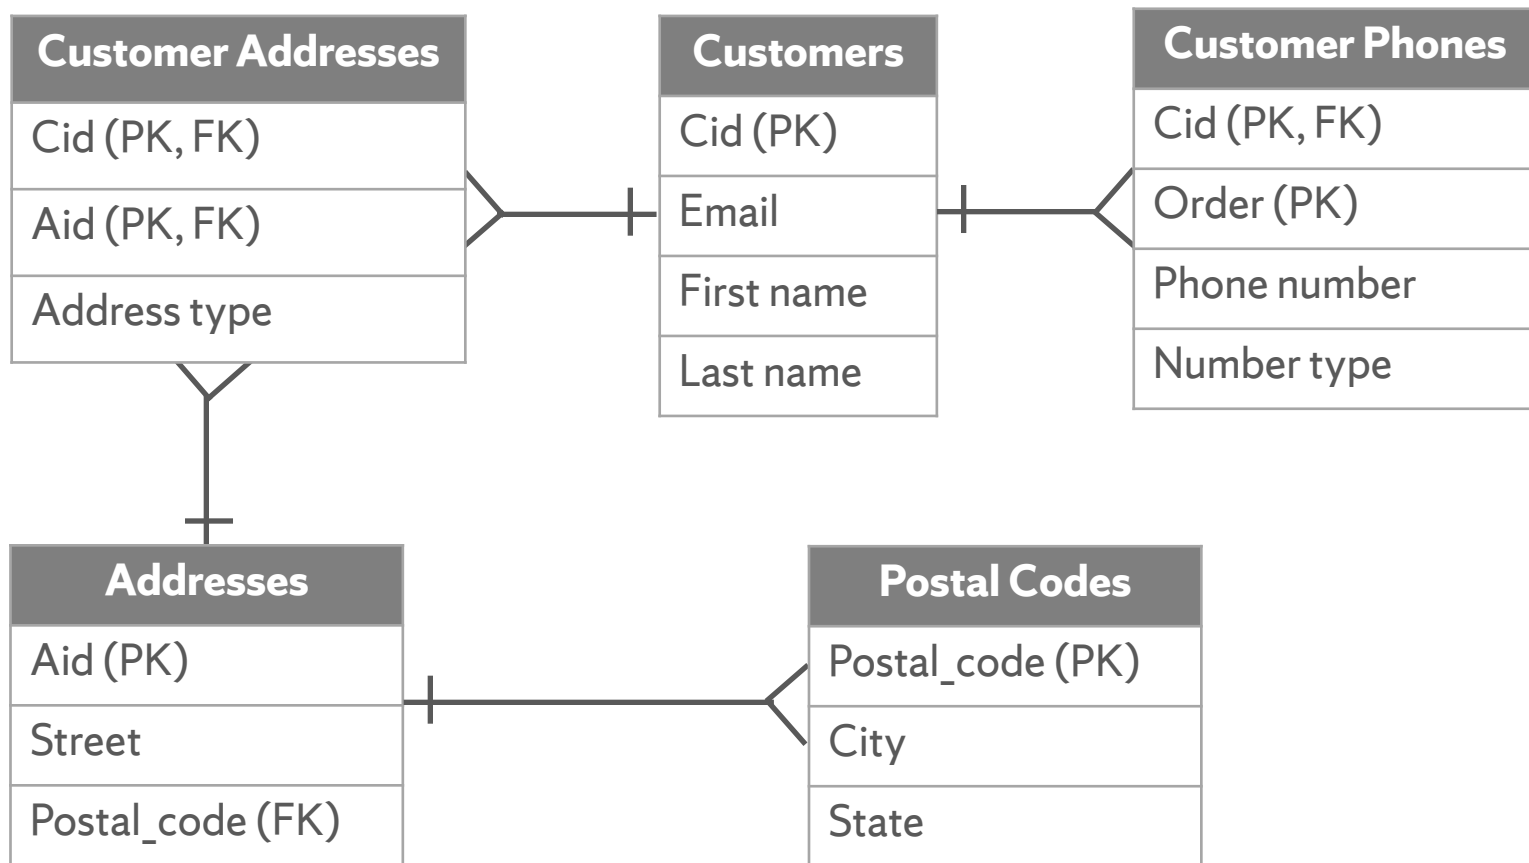 Customer Addresses
Cid (PK, FK)
Aid (PK, FK)
Address type
Customers
Cid (PK)
Email
First name
Last name
Customer Phones
Cid (PK, FK)
Order (PK)
Phone number
Number type
Addresses
Aid (PK)
Street
Postal_code (FK)
Postal Codes
Postal_code (PK)
City
State